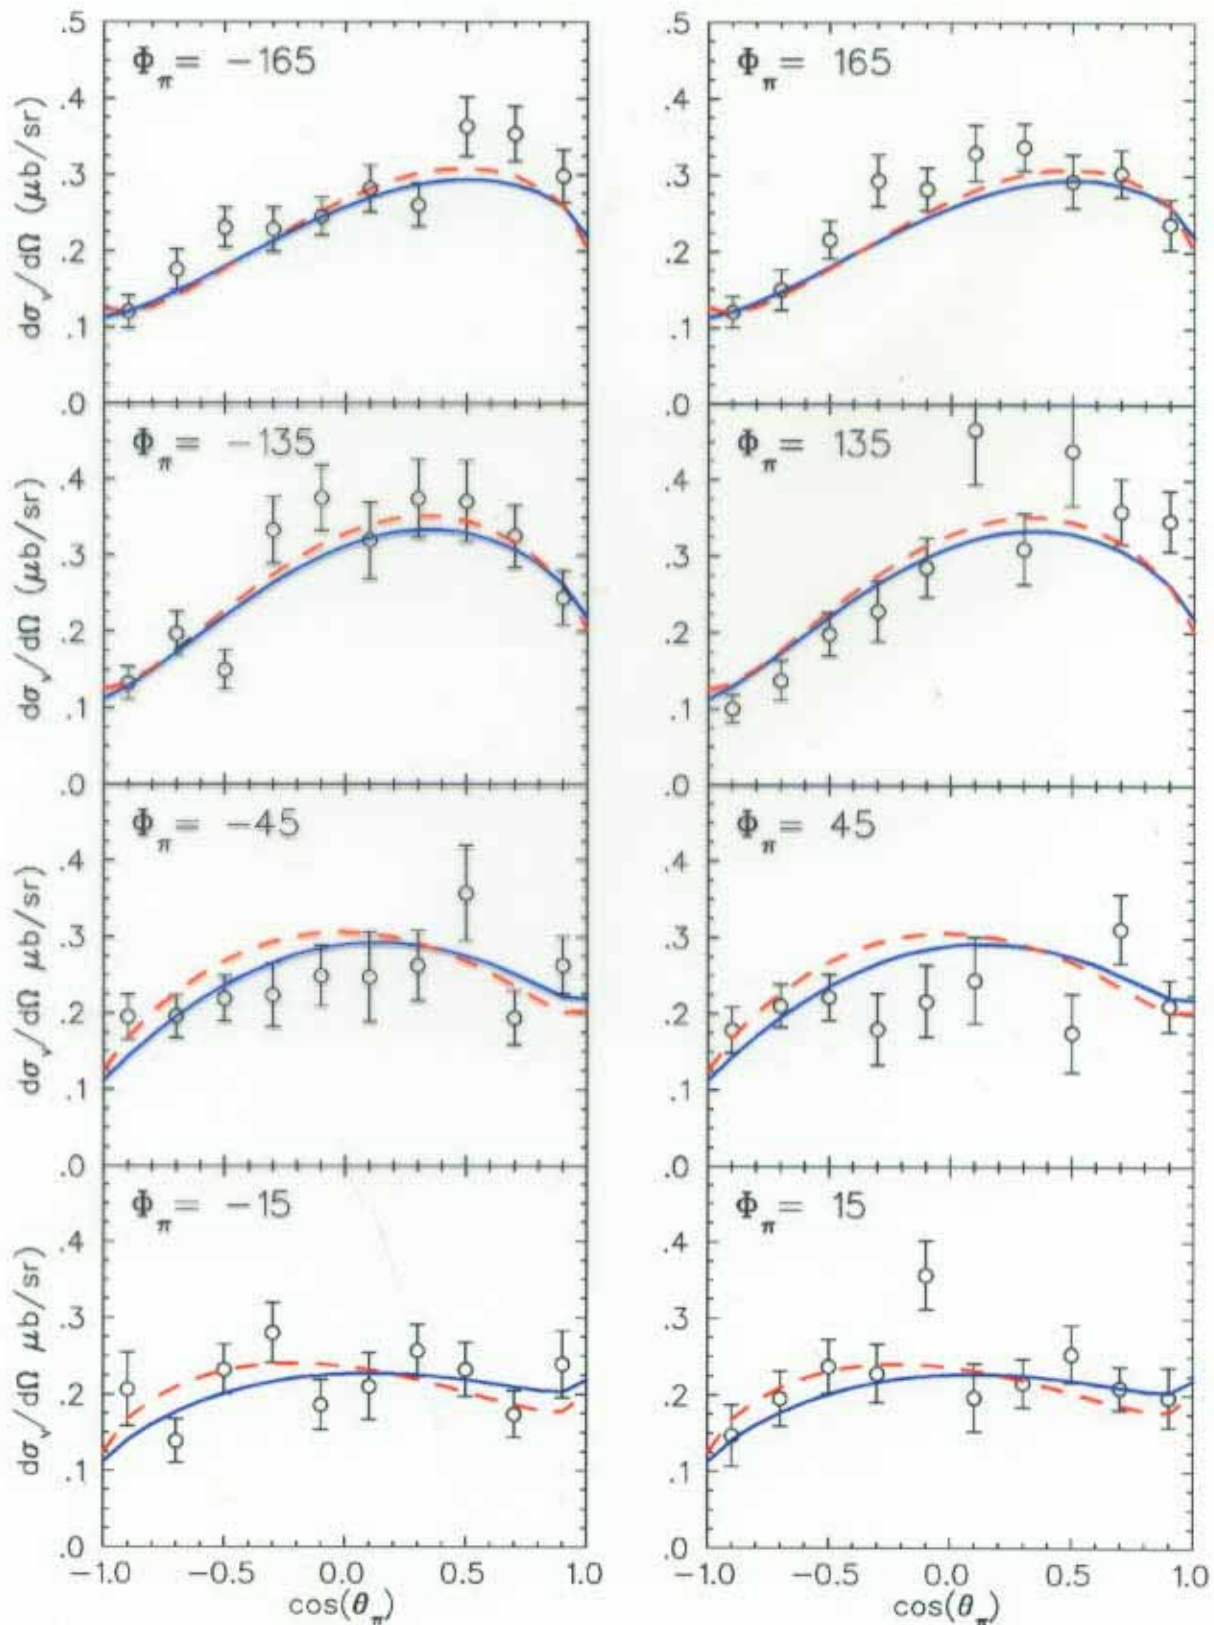 .5 .5
Φπ= −165 Φπ= 165
.4 .4
.3 .3
.2 .2
.1 .1
.0 .0
dσᵥ/dΩ (μb/sr)
Φπ= −135 Φπ= 135
.4 .4
.3 .3
.2 .2
.1 .1
.0 .0
dσᵥ/dΩ (μb/sr)
Φπ= −45 Φπ= 45
.4 .4
.3 .3
.2 .2
.1 .1
.0 .0
dσᵥ/dΩ μb/sr)
Φπ= −15 Φπ= 15
.4 .4
.3 .3
.2 .2
.1 .1
.0 .0
dσᵥ/dΩ μb/sr)
−1.0 −0.5 0.0 0.5 1.0 −1.0 −0.5 0.0 0.5 1.0
cos(θπ) cos(θπ)